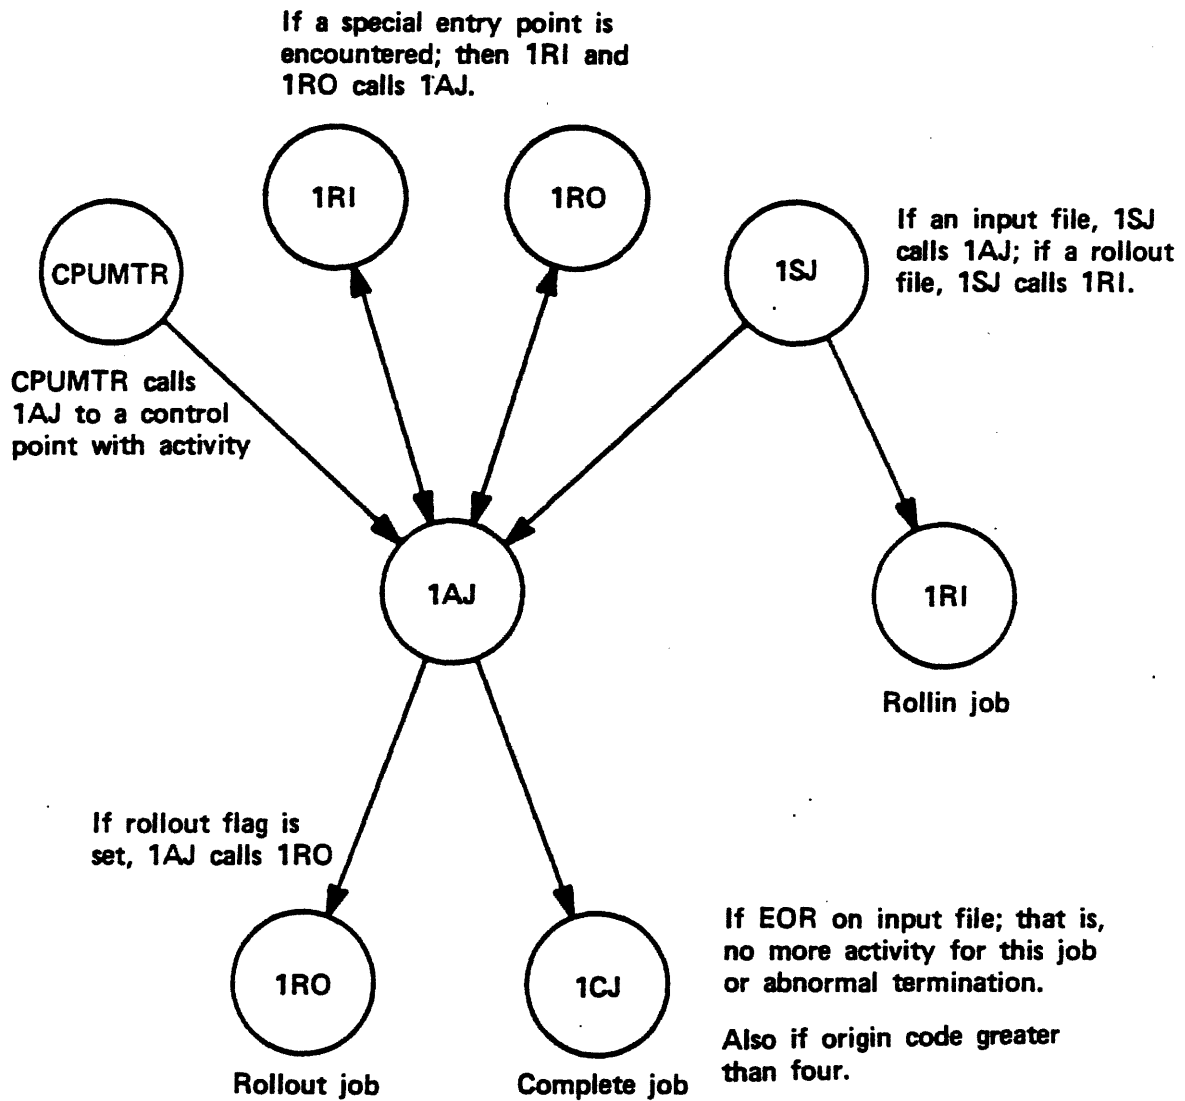 If a special entry point is
encountered; then 1RI and
1RO calls 1AJ.
1RI
1RO
CPUMTR
1SJ
If an input file, 1SJ
calls 1AJ; if a rollout
file, 1SJ calls 1RI.
CPUMTR calls
1AJ to a control
point with activity
1AJ
1RI
Rollin job
If rollout flag is
set, 1AJ calls 1RO
1RO
1CJ
If EOR on input file; that is,
no more activity for this job
or abnormal termination.
Also if origin code greater
than four.
Rollout job
Complete job